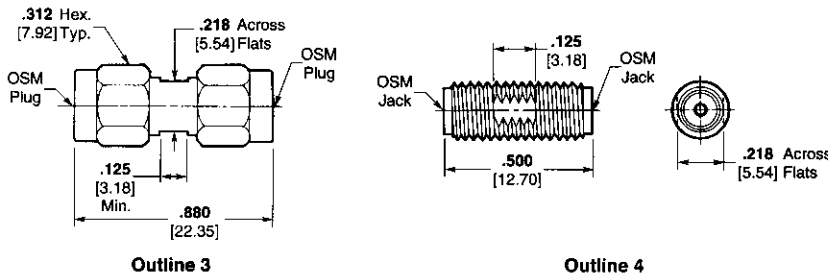 .312 Hex.
[7.92] Typ.
.218 Across
[5.54] Flats
OSM
Plug
OSM
Plug
.125
[3.18]
Min.
.880
[22.35]
Outline 3
.125
[3.18]
OSM
Jack
OSM
Jack
.500
[12.70]
.218 Across
[5.54] Flats
Outline 4